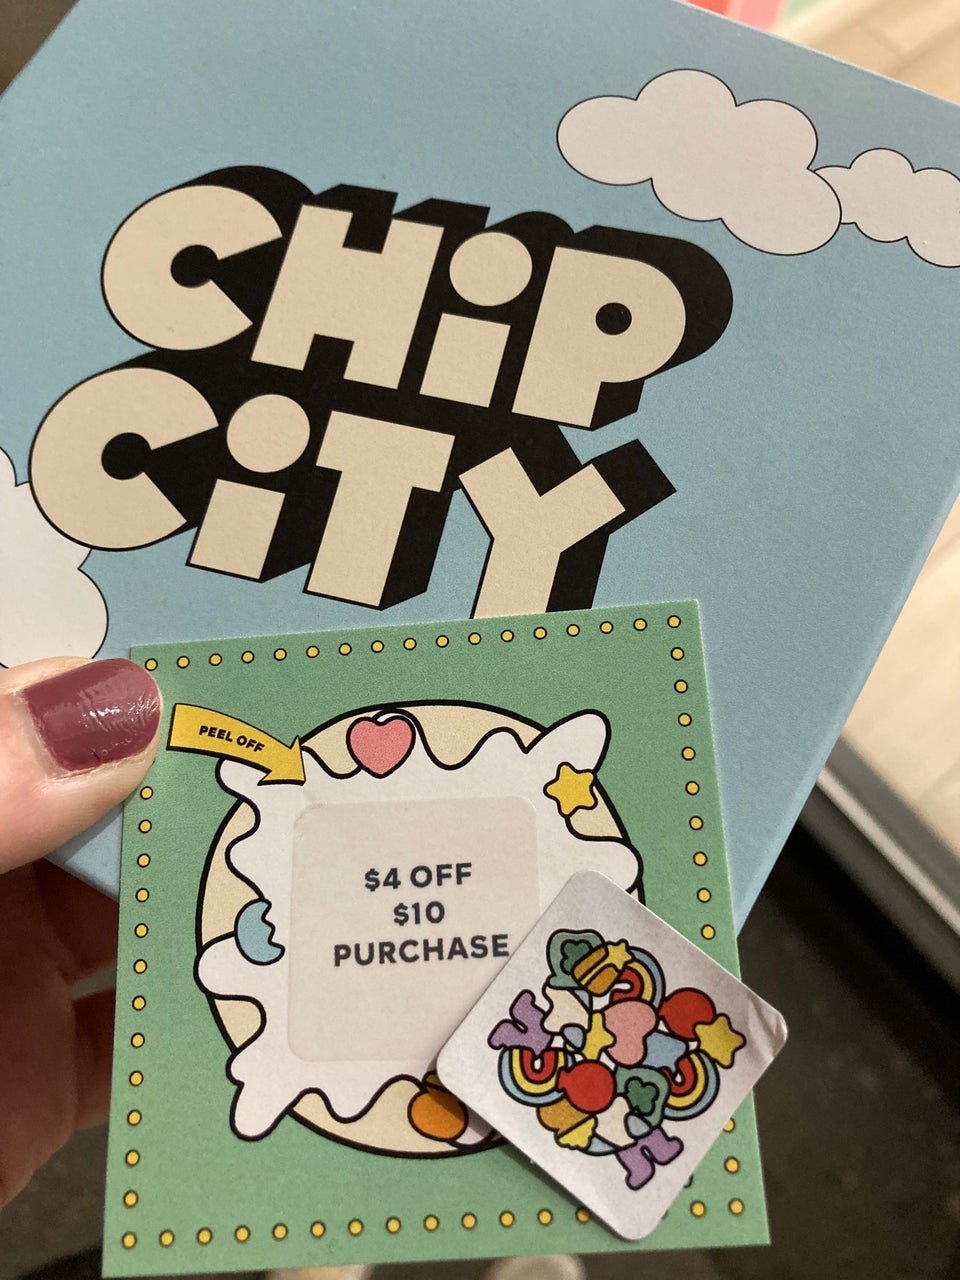 CHiP
CiTY
PEEL OFF
$4 OFF
$10
PURCHASE